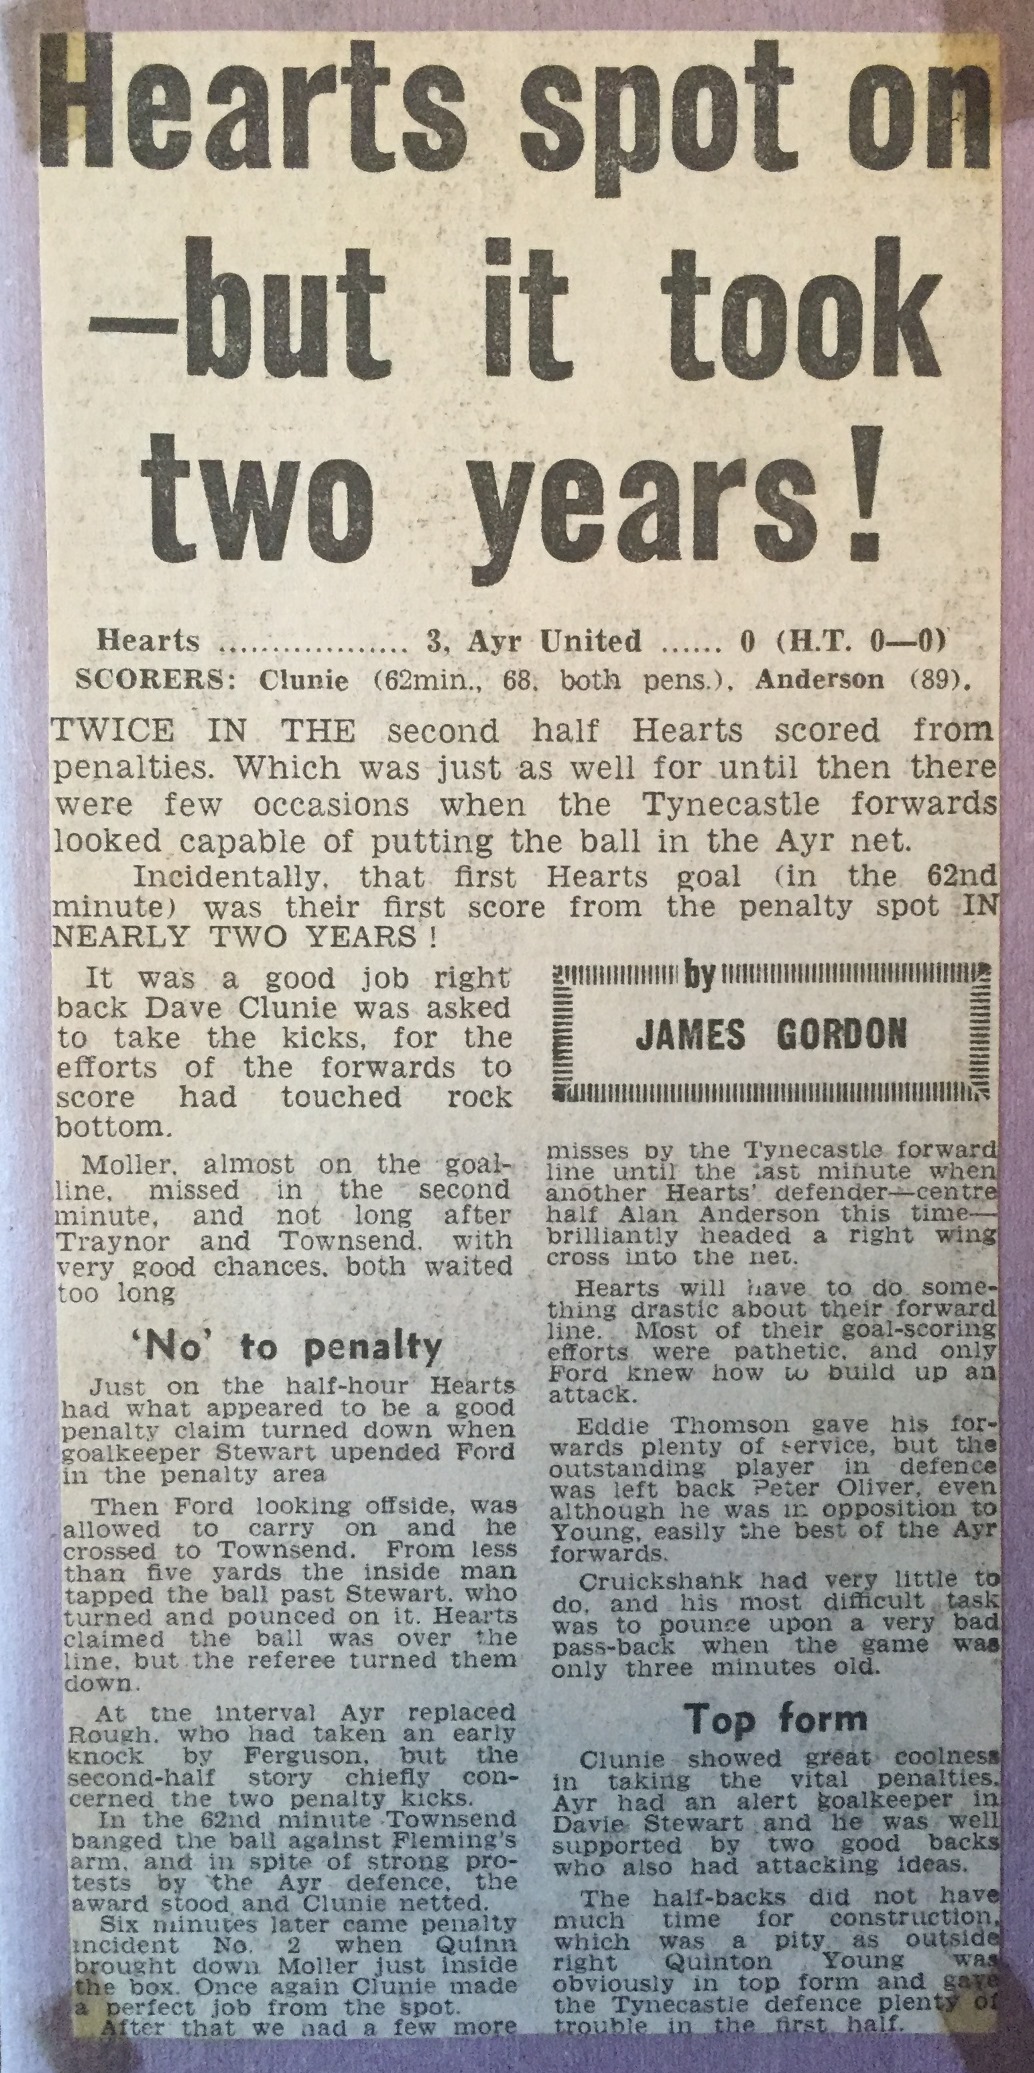 Hearts spot on
—but it took
two years!
Hearts .................. 3, Ayr United ...... 0 (H.T. 0—0)
SCORERS: Clunie (62min., 68, both pens.), Anderson (89).
TWICE IN THE second half Hearts scored from
penalties. Which was just as well for until then there
were few occasions when the Tynecastle forwards
looked capable of putting the ball in the Ayr net.
Incidentally, that first Hearts goal (in the 62nd
minute) was their first score from the penalty spot IN
NEARLY TWO YEARS !
It was a good job right
back Dave Clunie was asked
to take the kicks, for the
efforts of the forwards to
score had touched rock
bottom.
Moller, almost on the goal-
line, missed in the second
minute, and not long after
Traynor and Townsend, with
very good chances, both waited
too long
‘No’ to penalty
Just on the half-hour Hearts
had what appeared to be a good
penalty claim turned down when
goalkeeper Stewart upended Ford
in the penalty area
Then Ford looking offside, was
allowed to carry on and he
crossed to Townsend. From less
than five yards the inside man
tapped the ball past Stewart, who
turned and pounced on it. Hearts
claimed the ball was over the
line, but the referee turned them
down.
At the interval Ayr replaced
Rough, who had taken an early
knock by Ferguson, but the
second-half story chiefly con-
cerned the two penalty kicks.
In the 62nd minute Townsend
banged the ball against Fleming's
arm, and in spite of strong pro-
tests by the Ayr defence, the
award stood and Clunie netted.
Six minutes later came penalty
incident No. 2 when Quinn
brought down Moller just inside
the box. Once again Clunie made
a perfect job from the spot.
After that we had a few more
by
JAMES GORDON
misses by the Tynecastle forward
line until the last minute when
another Hearts' defender—centre
half Alan Anderson this time—
brilliantly headed a right wing
cross into the net.
Hearts will have to do some-
thing drastic about their forward
line. Most of their goal-scoring
efforts were pathetic, and only
Ford knew how to build up an
attack.
Eddie Thomson gave his for-
wards plenty of service, but the
outstanding player in defence
was left back Peter Oliver, even
although he was in opposition to
Young, easily the best of the Ayr
forwards.
Cruickshank had very little to
do, and his most difficult task
was to pounce upon a very bad
pass-back when the game was
only three minutes old.
Top form
Clunie showed great coolness
in taking the vital penalties.
Ayr had an alert goalkeeper in
Davie Stewart and he was well
supported by two good backs
who also had attacking ideas.
The half-backs did not have
much time for construction,
which was a pity as outside
right Quinton Young was
obviously in top form and gave
the Tynecastle defence plenty of
trouble in the first half.